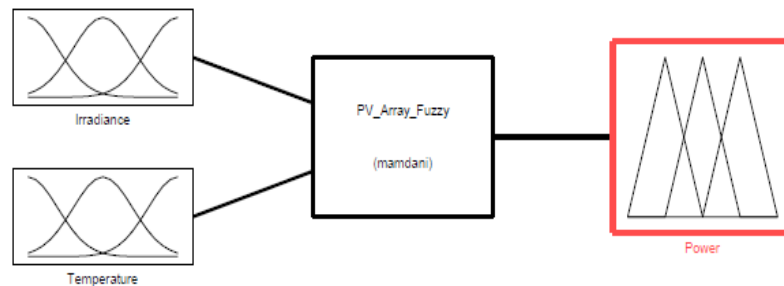 Irradiance
PV_Array_Fuzzy
(mamdani)
Temperature
Power